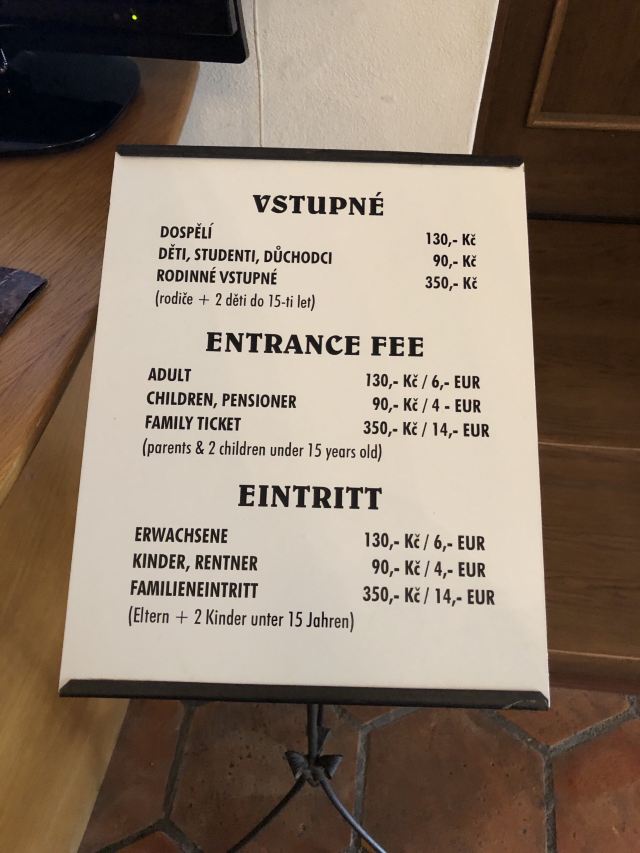 VSTUPNÉ
DOSPĚLÍ 130,- Kč
DĚTI, STUDENTI, DŮCHODCI 90,- Kč
RODINNÉ VSTUPNÉ 350,- Kč
(rodiče + 2 děti do 15-ti let)
ENTRANCE FEE
ADULT 130,- Kč / 6,- EUR
CHILDREN, PENSIONER 90,- Kč / 4 - EUR
FAMILY TICKET 350,- Kč / 14,- EUR
(parents & 2 children under 15 years old)
EINTRITT
ERWACHSENE 130,- Kč / 6,- EUR
KINDER, RENTNER 90,- Kč / 4,- EUR
FAMILIENEINTRITT 350,- Kč / 14,- EUR
(Eltern + 2 Kinder unter 15 Jahren)